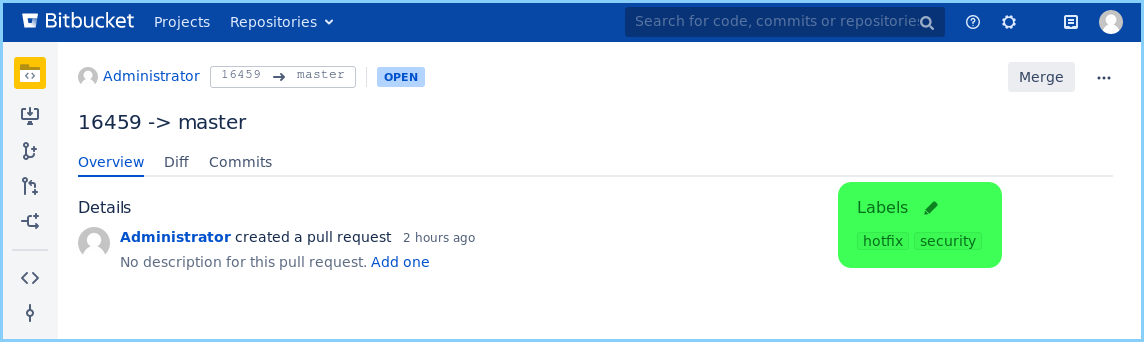 Bitbucket Projects Repositories Search for code, commits or repositories
Administrator 16459 → master OPEN Merge
16459 -> master
Overview Diff Commits
Details
Administrator created a pull request 2 hours ago
No description for this pull request. Add one
Labels
hotfix security